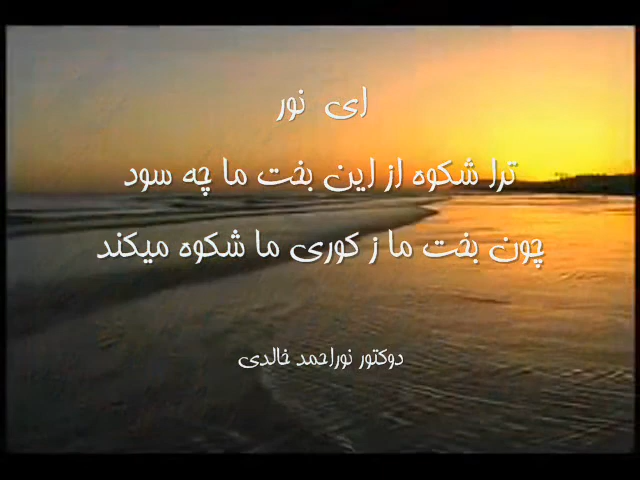 ای نور
ترا شکوه از این بخت ما چه سود
چون بخت ما ز کوری ما شکوه میکند
دوکتور نوراحمد خالدی